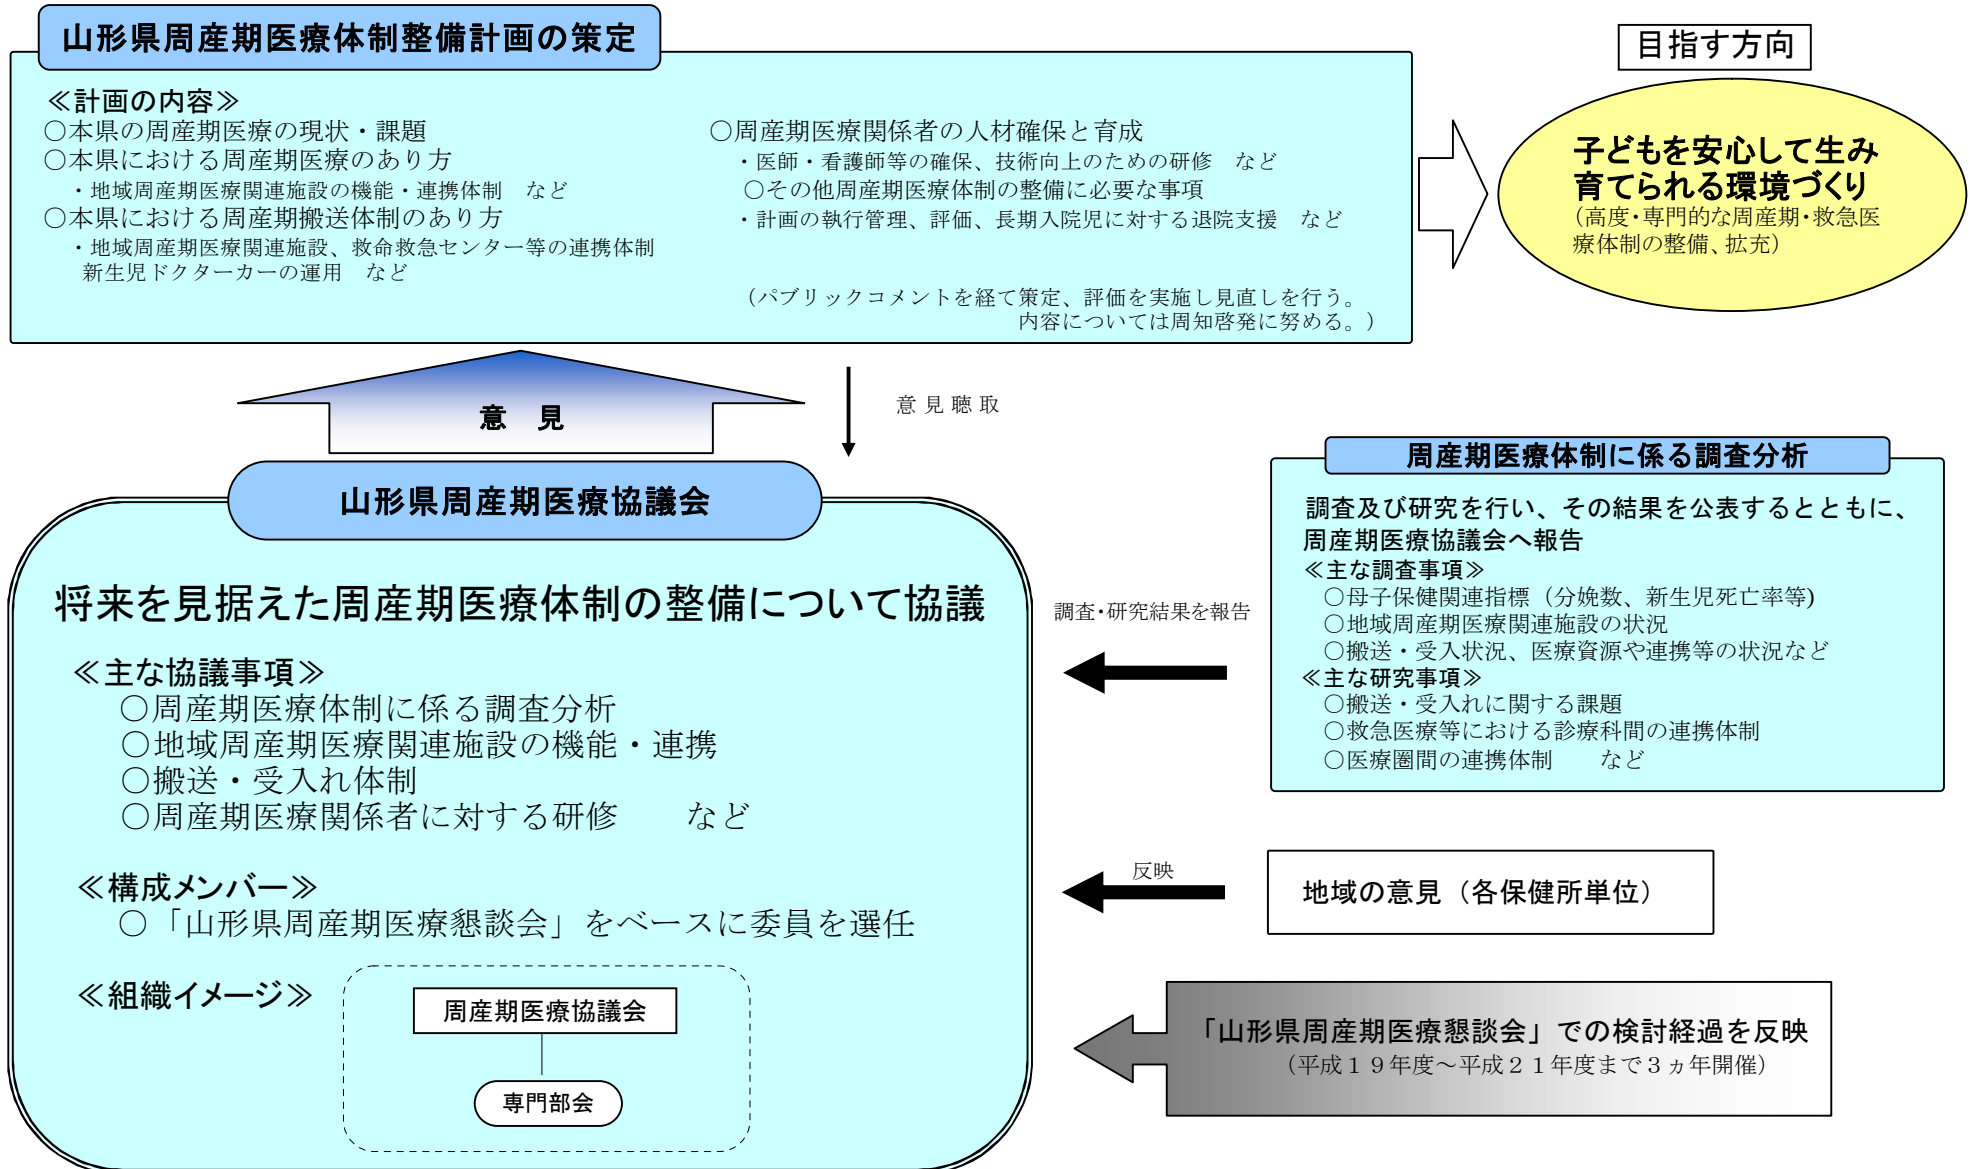 山形県周産期医療体制整備計画の策定
≪計画の内容≫
○本県の周産期医療の現状・課題
○本県における周産期医療のあり方
・地域周産期医療関連施設の機能・連携体制　など
○本県における周産期搬送体制のあり方
・地域周産期医療関連施設、救命救急センター等の連携体制
新生児ドクターカーの運用　など
○周産期医療関係者の人材確保と育成
・医師・看護師等の確保、技術向上のための研修　など
○その他周産期医療体制の整備に必要な事項
・計画の執行管理、評価、長期入院児に対する退院支援　など
（パブリックコメントを経て策定、評価を実施し見直しを行う。
内容については周知啓発に努める。）
目指す方向
子どもを安心して生み
育てられる環境づくり
（高度・専門的な周産期・救急医
療体制の整備、拡充）
意　見
意見聴取
山形県周産期医療協議会
将来を見据えた周産期医療体制の整備について協議
≪主な協議事項≫
○周産期医療体制に係る調査分析
○地域周産期医療関連施設の機能・連携
○搬送・受入れ体制
○周産期医療関係者に対する研修　　など
≪構成メンバー≫
○「山形県周産期医療懇談会」をベースに委員を選任
≪組織イメージ≫
周産期医療協議会
専門部会
調査・研究結果を報告
周産期医療体制に係る調査分析
調査及び研究を行い、その結果を公表するとともに、
周産期医療協議会へ報告
≪主な調査事項≫
○母子保健関連指標（分娩数、新生児死亡率等)
○地域周産期医療関連施設の状況
○搬送・受入状況、医療資源や連携等の状況など
≪主な研究事項≫
○搬送・受入れに関する課題
○救急医療等における診療科間の連携体制
○医療圏間の連携体制　　など
反映
地域の意見（各保健所単位）
「山形県周産期医療懇談会」での検討経過を反映
（平成１９年度～平成２１年度まで３ヵ年開催）